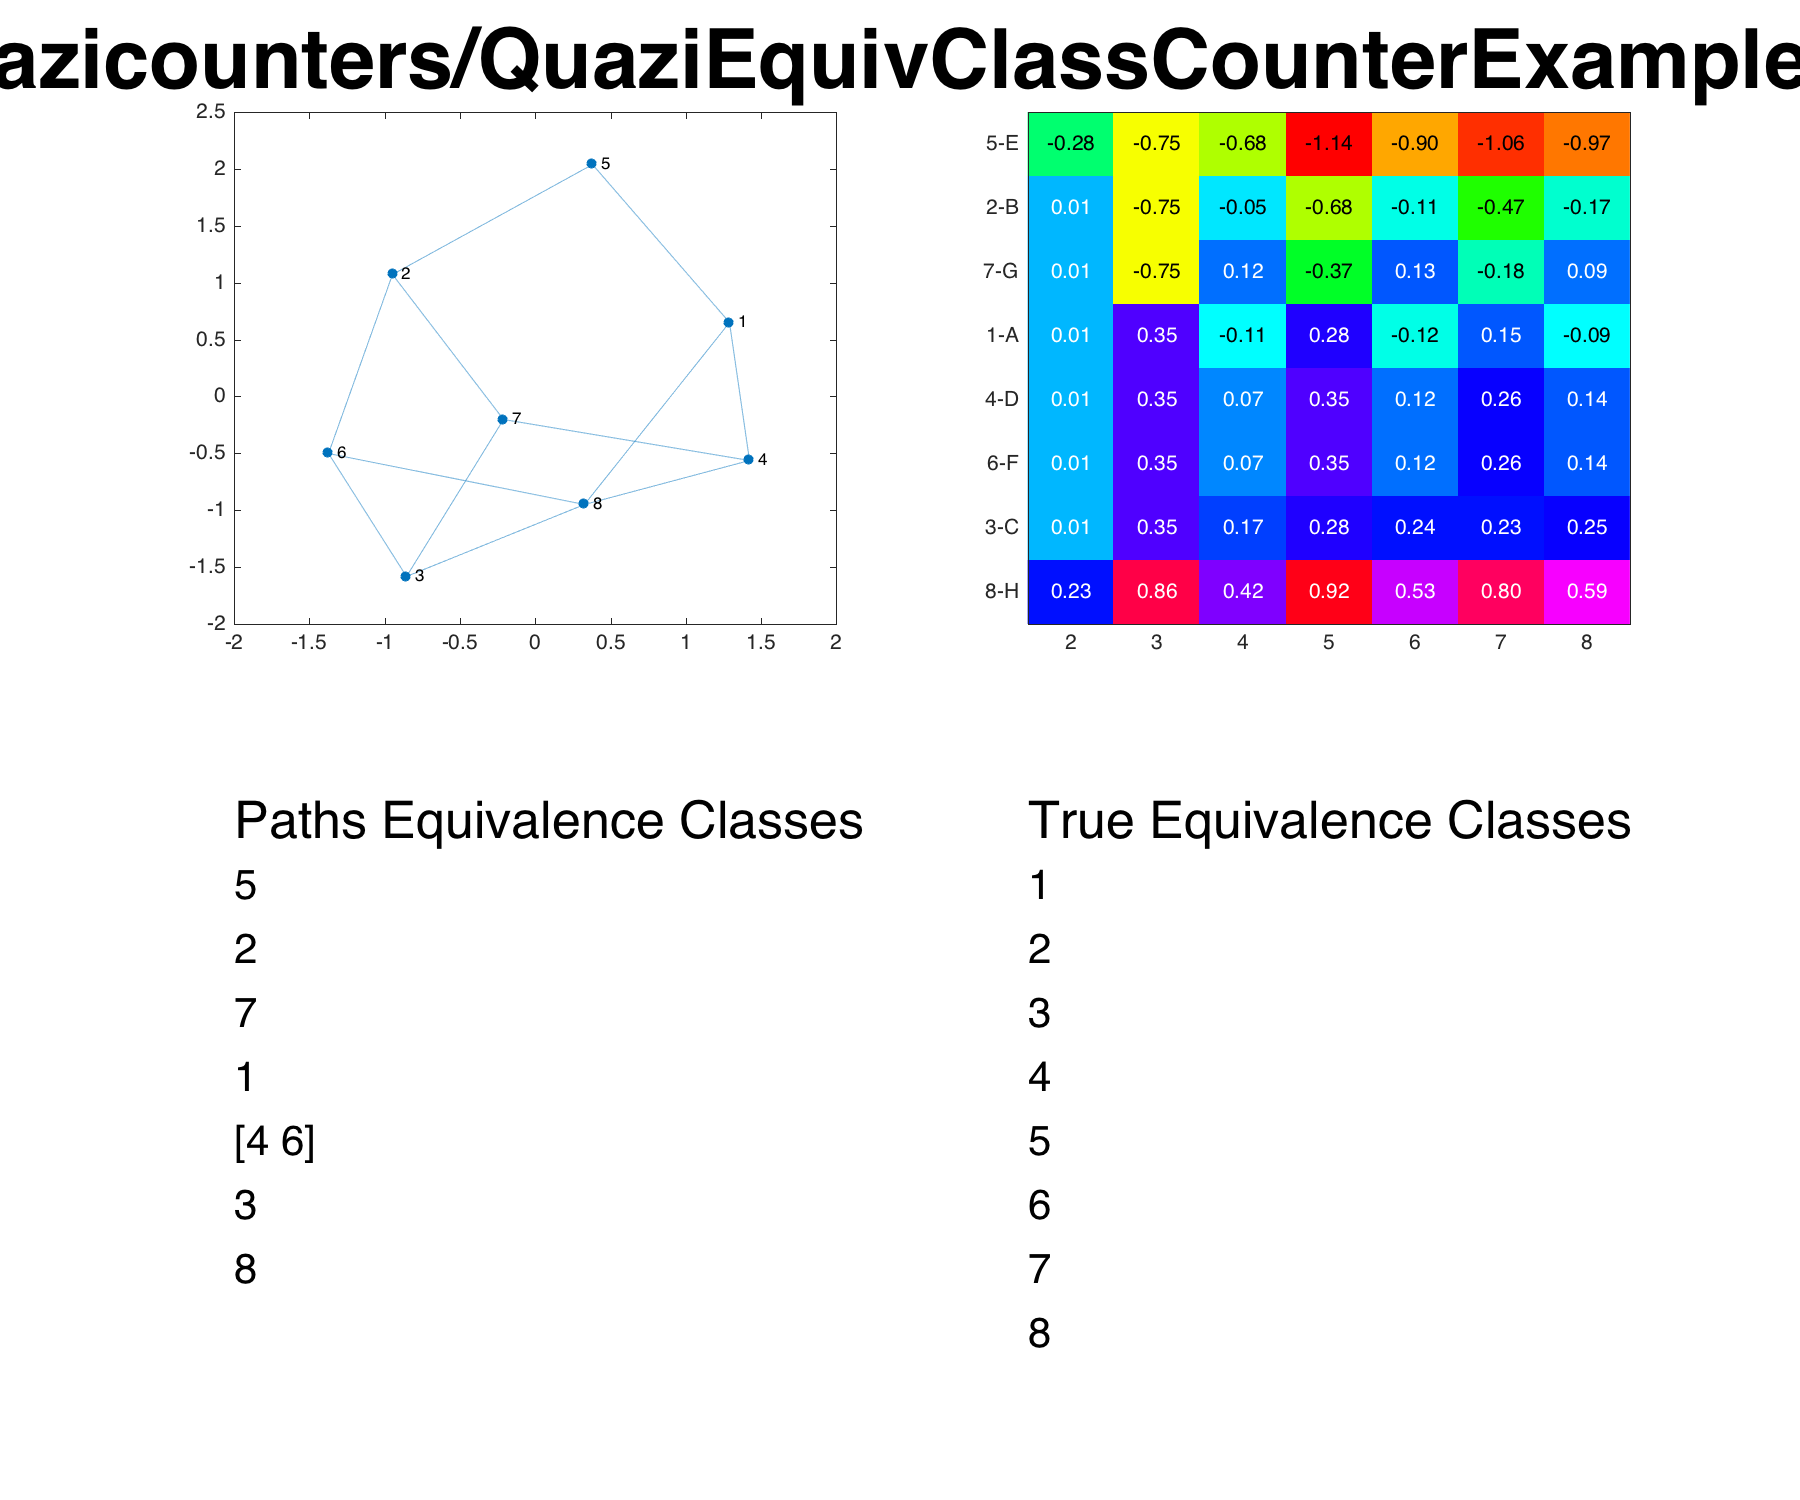 azicounters/QuaziEquivClassCounterExample
2.5
2
1.5
1
0.5
0
-0.5
-1
-1.5
-2
-2 -1.5 -1 -0.5 0 0.5 1 1.5 2
5
2
1
7
6
4
8
3
5-E -0.28 -0.75 -0.68 -1.14 -0.90 -1.06 -0.97
2-B 0.01 -0.75 -0.05 -0.68 -0.11 -0.47 -0.17
7-G 0.01 -0.75 0.12 -0.37 0.13 -0.18 0.09
1-A 0.01 0.35 -0.11 0.28 -0.12 0.15 -0.09
4-D 0.01 0.35 0.07 0.35 0.12 0.26 0.14
6-F 0.01 0.35 0.07 0.35 0.12 0.26 0.14
3-C 0.01 0.35 0.17 0.28 0.24 0.23 0.25
8-H 0.23 0.86 0.42 0.92 0.53 0.80 0.59
2 3 4 5 6 7 8
Paths Equivalence Classes
5
2
7
1
[4 6]
3
8
True Equivalence Classes
1
2
3
4
5
6
7
8